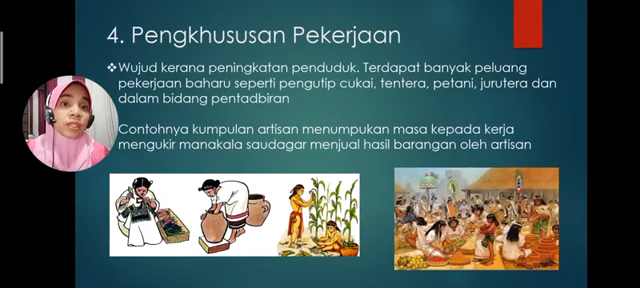 4. Pengkhususan Pekerjaan
❖Wujud kerana peningkatan penduduk. Terdapat banyak peluang
pekerjaan baharu seperti pengutip cukai, tentera, petani, jurutera dan
dalam bidang pentadbiran
Contohnya kumpulan artisan menumpukan masa kepada kerja
mengukir manakala saudagar menjual hasil barangan oleh artisan